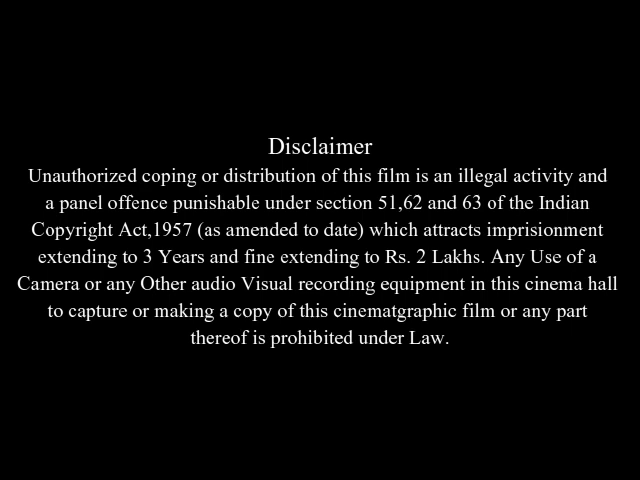 Disclaimer
Unauthorized coping or distribution of this film is an illegal activity and
a panel offence punishable under section 51,62 and 63 of the Indian
Copyright Act,1957 (as amended to date) which attracts imprisionment
extending to 3 Years and fine extending to Rs. 2 Lakhs. Any Use of a
Camera or any Other audio Visual recording equipment in this cinema hall
to capture or making a copy of this cinematgraphic film or any part
thereof is prohibited under Law.